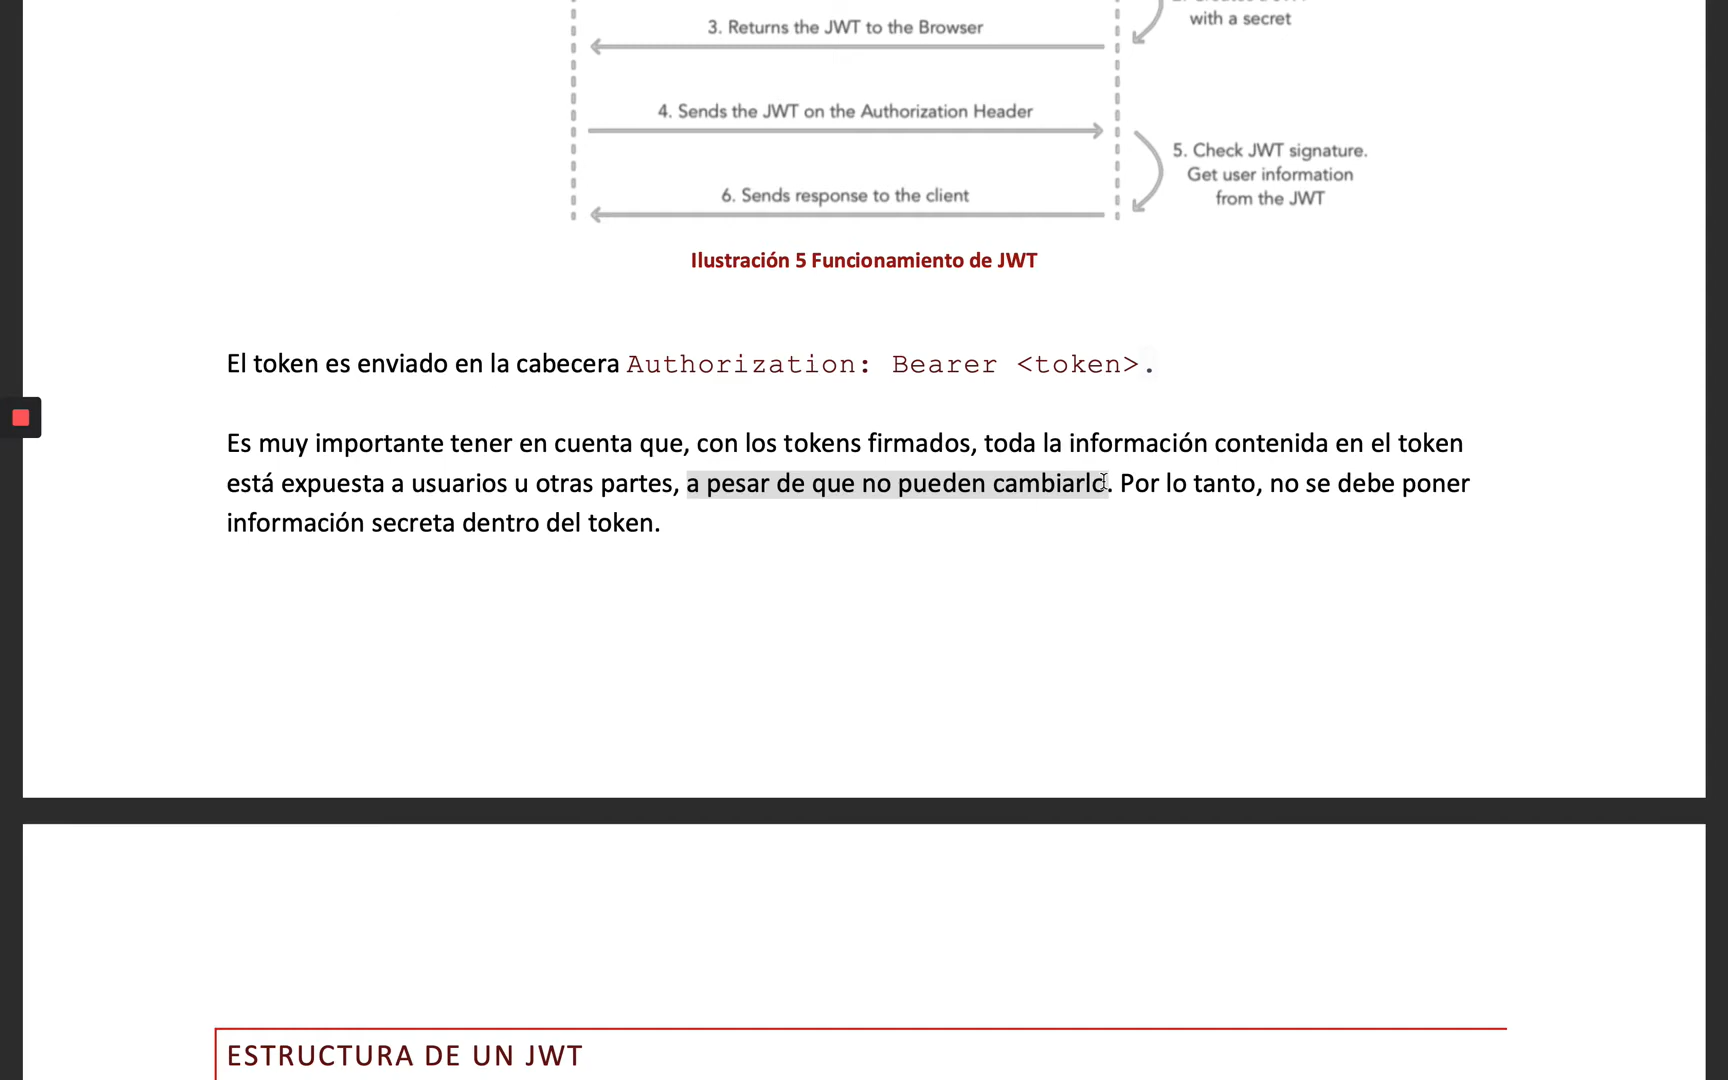 with a secret
3. Returns the JWT to the Browser
4. Sends the JWT on the Authorization Header
5. Check JWT signature.
Get user information
from the JWT
6. Sends response to the client
Ilustración 5 Funcionamiento de JWT
El token es enviado en la cabecera Authorization: Bearer <token>.
Es muy importante tener en cuenta que, con los tokens firmados, toda la información contenida en el token
está expuesta a usuarios u otras partes, a pesar de que no pueden cambiarlo. Por lo tanto, no se debe poner
información secreta dentro del token.
ESTRUCTURA DE UN JWT